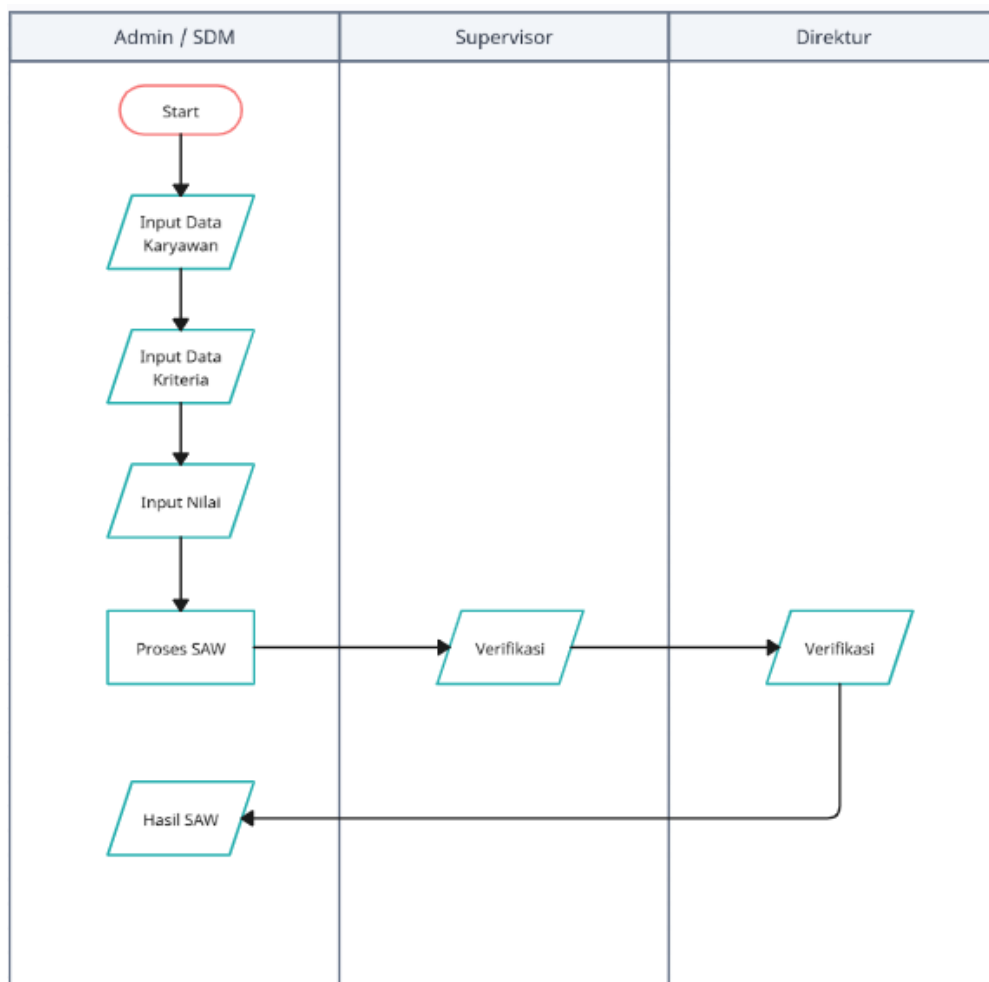 Admin / SDM
Supervisor
Direktur
Start
Input Data
Karyawan
Input Data
Kriteria
Input Nilai
Proses SAW
Verifikasi
Verifikasi
Hasil SAW